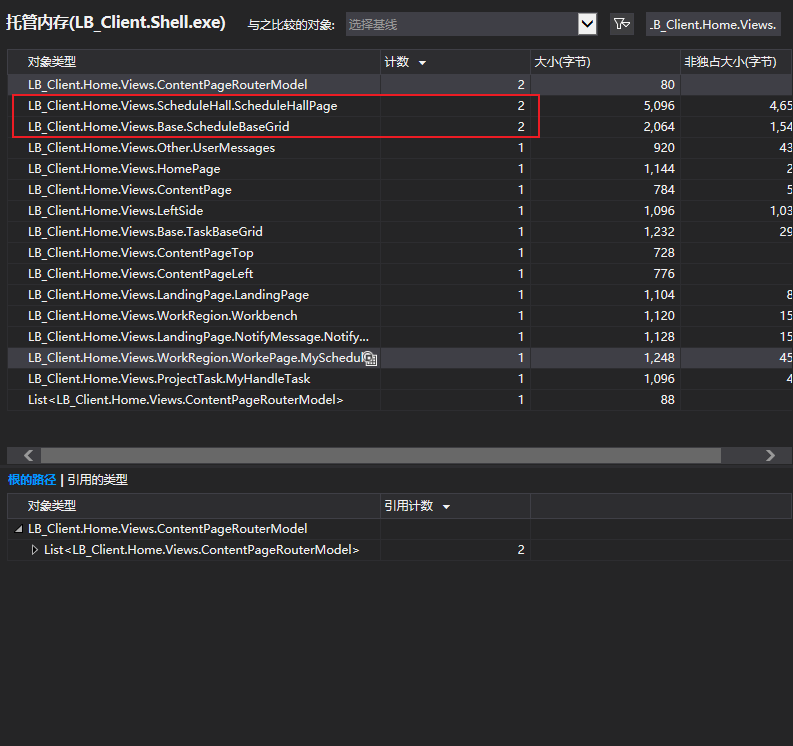 托管内存(LB_Client.Shell.exe) 与之比较的对象: 选择基线 .B_Client.Home.Views.
对象类型 计数 大小(字节) 非独占大小(字节)
LB_Client.Home.Views.ContentPageRouterModel 2 80
LB_Client.Home.Views.ScheduleHall.ScheduleHallPage 2 5,096 4,65
LB_Client.Home.Views.Base.ScheduleBaseGrid 2 2,064 1,54
LB_Client.Home.Views.Other.UserMessages 1 920 43
LB_Client.Home.Views.HomePage 1 1,144 2
LB_Client.Home.Views.ContentPage 1 784 5
LB_Client.Home.Views.LeftSide 1 1,096 1,03
LB_Client.Home.Views.Base.TaskBaseGrid 1 1,232 29
LB_Client.Home.Views.ContentPageTop 1 728
LB_Client.Home.Views.ContentPageLeft 1 776
LB_Client.Home.Views.LandingPage.LandingPage 1 1,104 8
LB_Client.Home.Views.WorkRegion.Workbench 1 1,120 15
LB_Client.Home.Views.LandingPage.NotifyMessage.Notify... 1 1,128 15
LB_Client.Home.Views.WorkRegion.WorkePage.MySchedul 1 1,248 45
LB_Client.Home.Views.ProjectTask.MyHandleTask 1 1,096 4
List<LB_Client.Home.Views.ContentPageRouterModel> 1 88
根的路径 | 引用的类型
对象类型 引用计数
LB_Client.Home.Views.ContentPageRouterModel
List<LB_Client.Home.Views.ContentPageRouterModel> 2